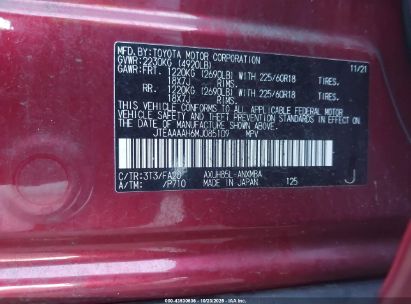 MFD.BY:TOYOTA MOTOR CORPORATION 11/21
GVWR:2230KG (4920LB)
GAWR:FRT. 1220KG (2690LB) WITH 225/60R18 TIRES,
18X7J RIMS,
RR. 1220KG (2690LB) WITH 225/60R18 TIRES,
18X7J RIMS,
THIS VEHICLE CONFORMS TO ALL APPLICABLE FEDERAL MOTOR
VEHICLE SAFETY STANDARDS IN EFFECT ON THE DATE OF
MANUFACTURE SHOWN ABOVE.
JTEAAAAH6MJ085109 MPV
C/TR:3T3/FA20 AXUH85L-ANXMBA
A/TM: /P710 MADE IN JAPAN 125 J